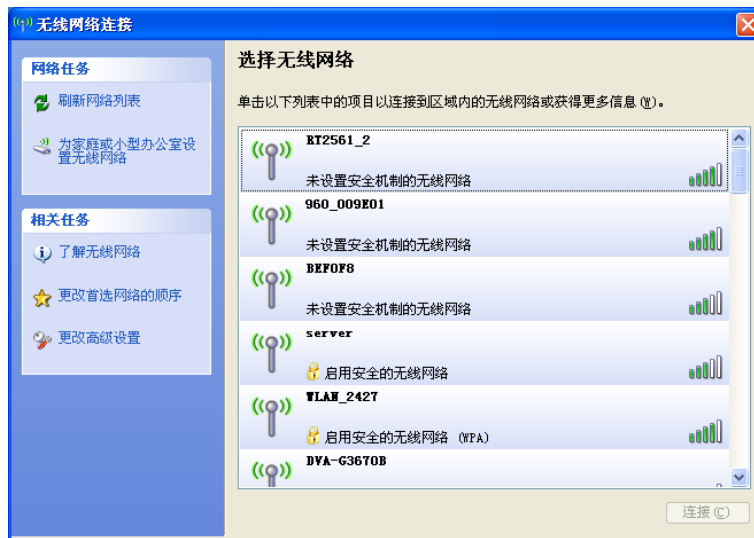 无线网络连接
网络任务
刷新网络列表
为家庭或小型办公室设
置无线网络
相关任务
了解无线网络
更改首选网络的顺序
更改高级设置
选择无线网络
单击以下列表中的项目以连接到区域内的无线网络或获得更多信息(W)。
RT2561_2
未设置安全机制的无线网络
960_009E01
未设置安全机制的无线网络
BEF0F8
未设置安全机制的无线网络
server
启用安全的无线网络
WLAN_2427
启用安全的无线网络 (WPA)
DVA-G3670B
连接(C)